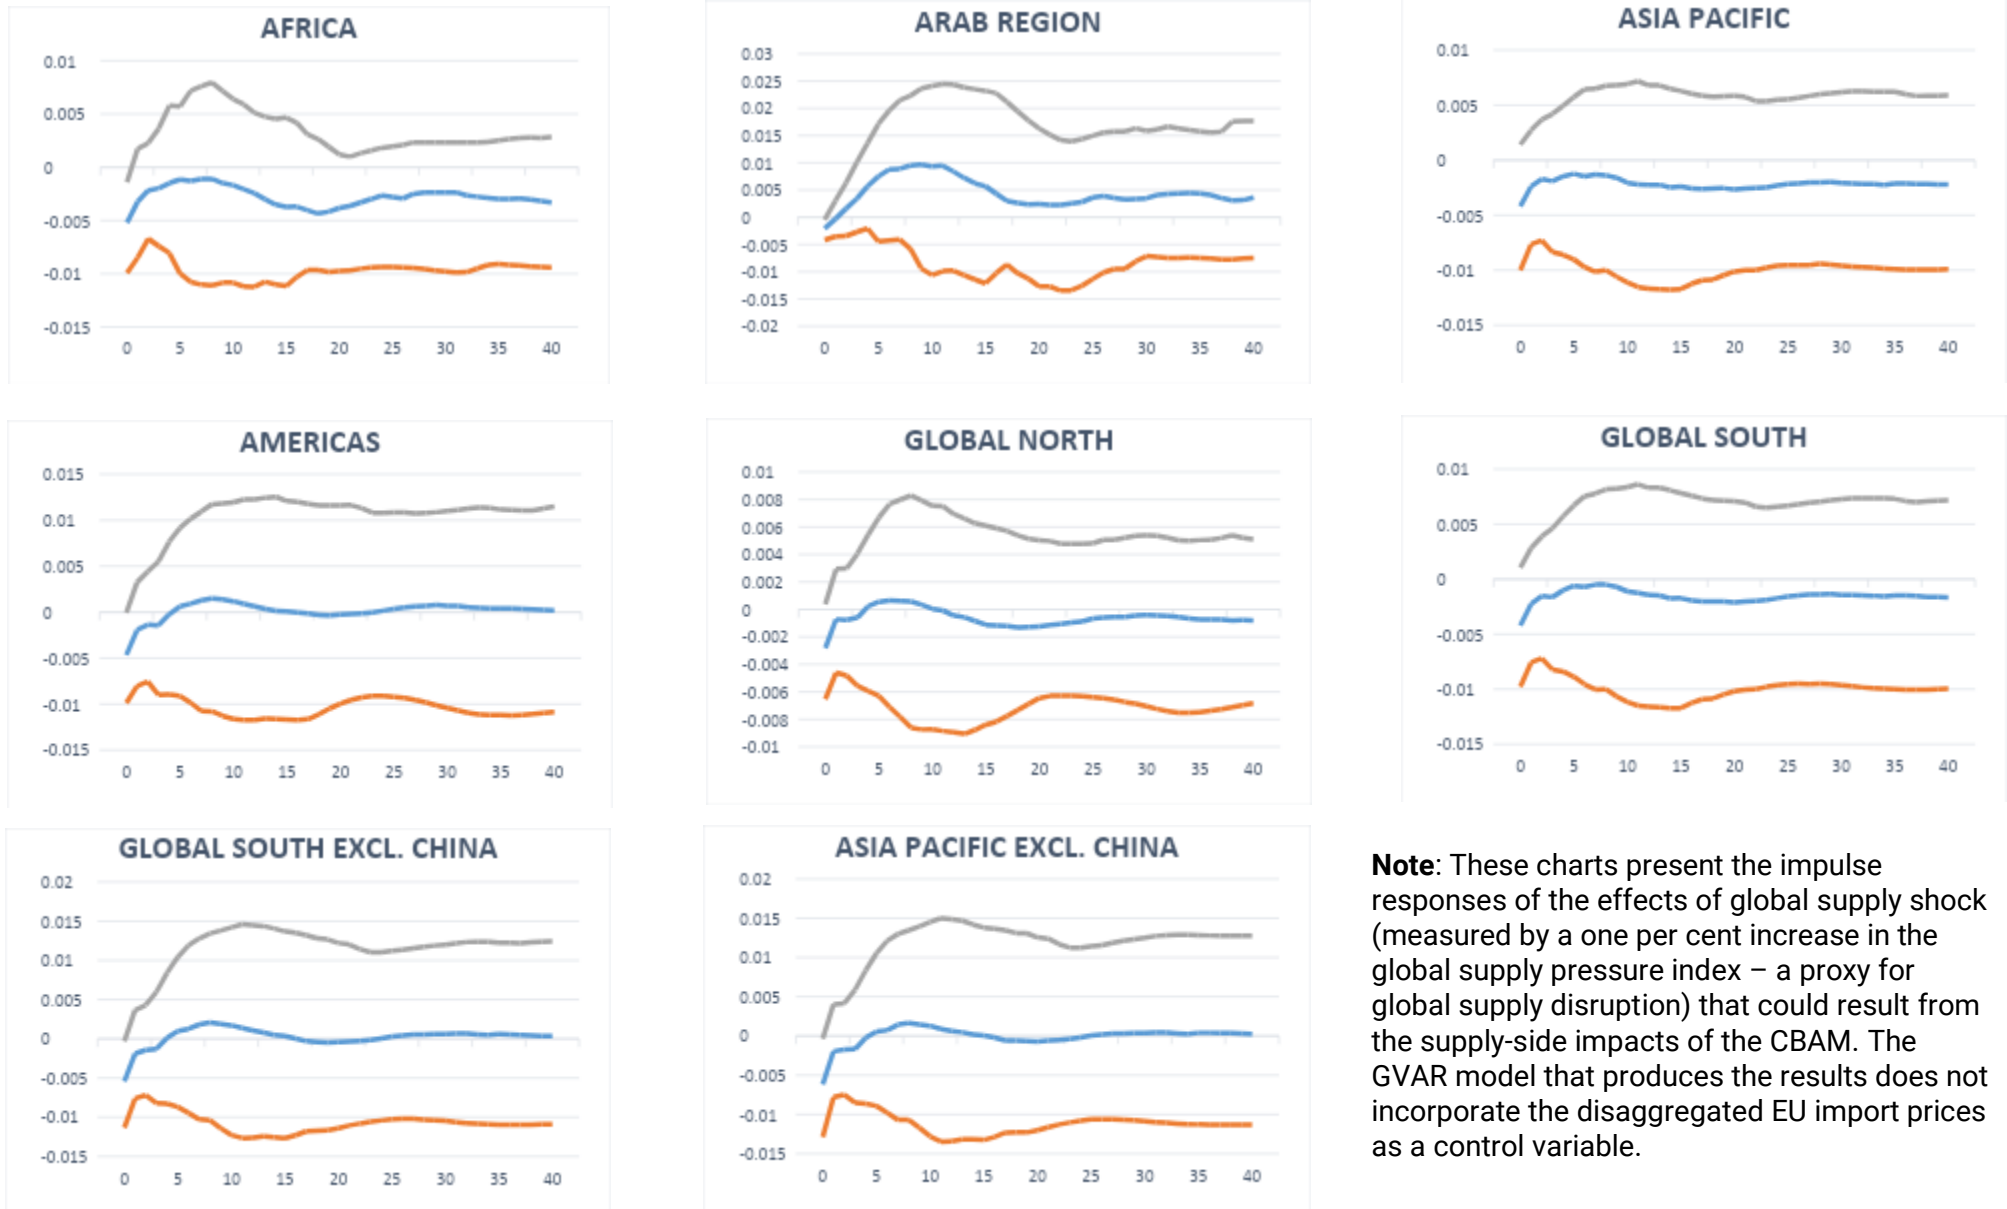 AFRICA
0.01
0.005
0
-0.005
-0.01
-0.015
0 5 10 15 20 25 30 35 40
ARAB REGION
0.03
0.025
0.02
0.015
0.01
0.005
0
-0.005
-0.01
-0.015
-0.02
0 5 10 15 20 25 30 35 40
ASIA PACIFIC
0.01
0.005
0
-0.005
-0.01
-0.015
0 5 10 15 20 25 30 35 40
AMERICAS
0.015
0.01
0.005
0
-0.005
-0.01
-0.015
0 5 10 15 20 25 30 35 40
GLOBAL NORTH
0.01
0.008
0.006
0.004
0.002
0
-0.002
-0.004
-0.006
-0.008
-0.01
0 5 10 15 20 25 30 35 40
GLOBAL SOUTH
0.01
0.005
0
-0.005
-0.01
-0.015
0 5 10 15 20 25 30 35 40
GLOBAL SOUTH EXCL. CHINA
0.02
0.015
0.01
0.005
0
-0.005
-0.01
-0.015
0 5 10 15 20 25 30 35 40
ASIA PACIFIC EXCL. CHINA
0.02
0.015
0.01
0.005
0
-0.005
-0.01
-0.015
0 5 10 15 20 25 30 35 40
Note: These charts present the impulse
responses of the effects of global supply shock
(measured by a one per cent increase in the
global supply pressure index – a proxy for
global supply disruption) that could result from
the supply-side impacts of the CBAM. The
GVAR model that produces the results does not
incorporate the disaggregated EU import prices
as a control variable.